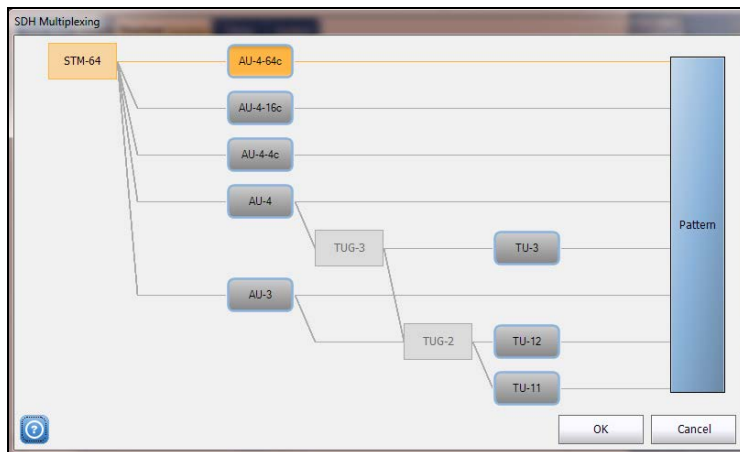 SDH Multiplexing
STM-64
AU-4-64c
AU-4-16c
AU-4-4c
AU-4
Pattern
TUG-3
TU-3
AU-3
TUG-2
TU-12
TU-11
?
OK
Cancel